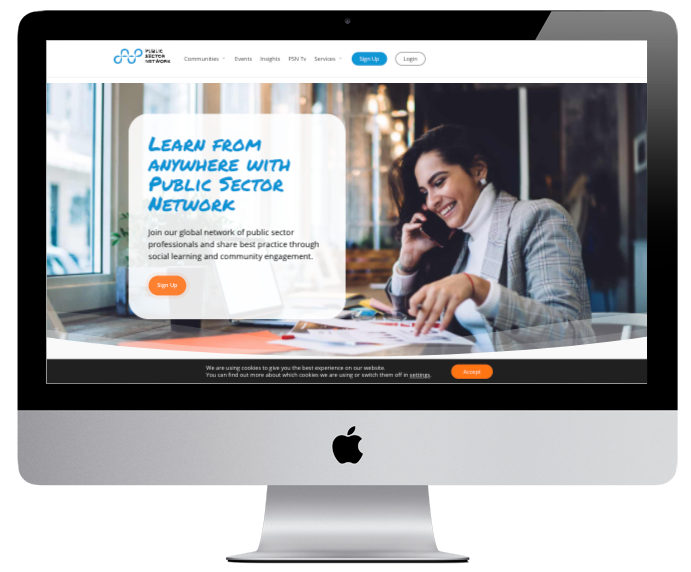 PUBLIC
SECTOR
NETWORK
Communities Events Insights PSN Tv Services Sign Up Login
LEARN FROM
ANYWHERE WITH
PUBLIC SECTOR
NETWORK
Join our global network of public sector
professionals and share best practice through
social learning and community engagement.
Sign Up
We are using cookies to give you the best experience on our website.
You can find out more about which cookies we are using or switch them off in settings.
Accept